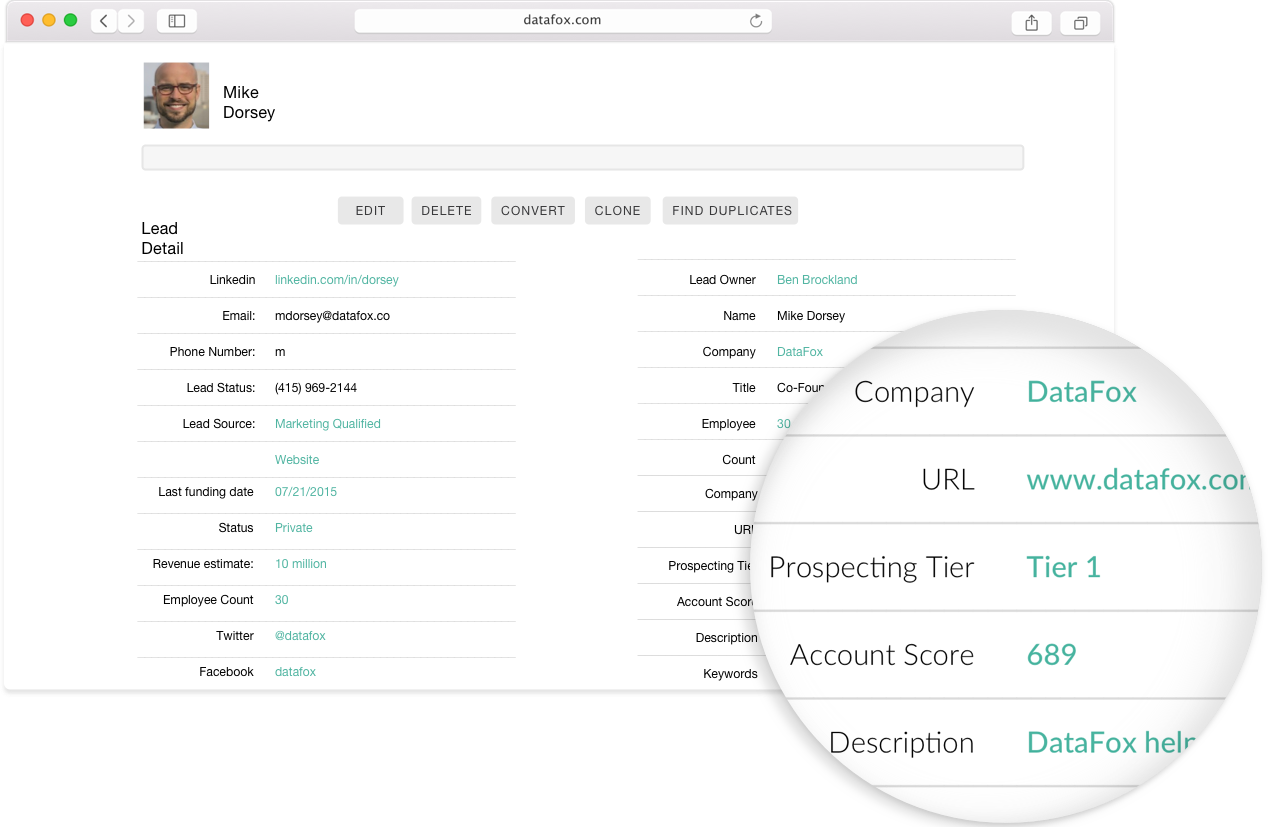 datafox.com
Mike
Dorsey
EDIT DELETE CONVERT CLONE FIND DUPLICATES
Lead
Detail
Linkedin linkedin.com/in/dorsey
Email: mdorsey@datafox.co
Phone Number: m
Lead Status: (415) 969-2144
Lead Source: Marketing Qualified
Website
Last funding date 07/21/2015
Status Private
Revenue estimate: 10 million
Employee Count 30
Twitter @datafox
Facebook datafox
Lead Owner Ben Brockland
Name Mike Dorsey
Company DataFox
Title Co-Foun
Employee 30
Count
Company
URL
Prospecting Tie
Account Score
Description
Keywords
Company DataFox
URL www.datafox.com
Prospecting Tier Tier 1
Account Score 689
Description DataFox help